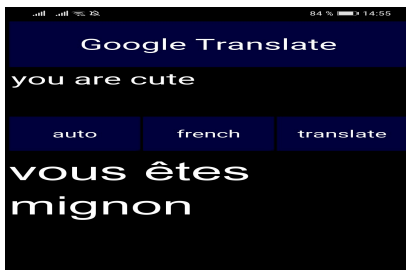 84 % 14:55
Google Translate
you are cute
auto french translate
vous êtes
mignon